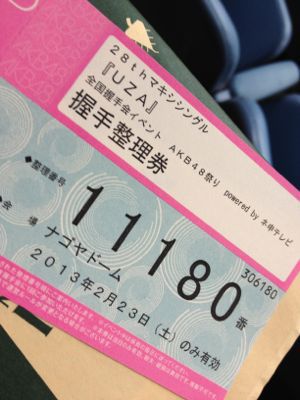 28thマキシシングル
『UZA』
全国握手会イベント AKB48祭り powered by ネ申テレビ
握手整理券
306180
整理番号
11180番
会場
ナゴヤドーム
2013年2月23日(土)のみ有効